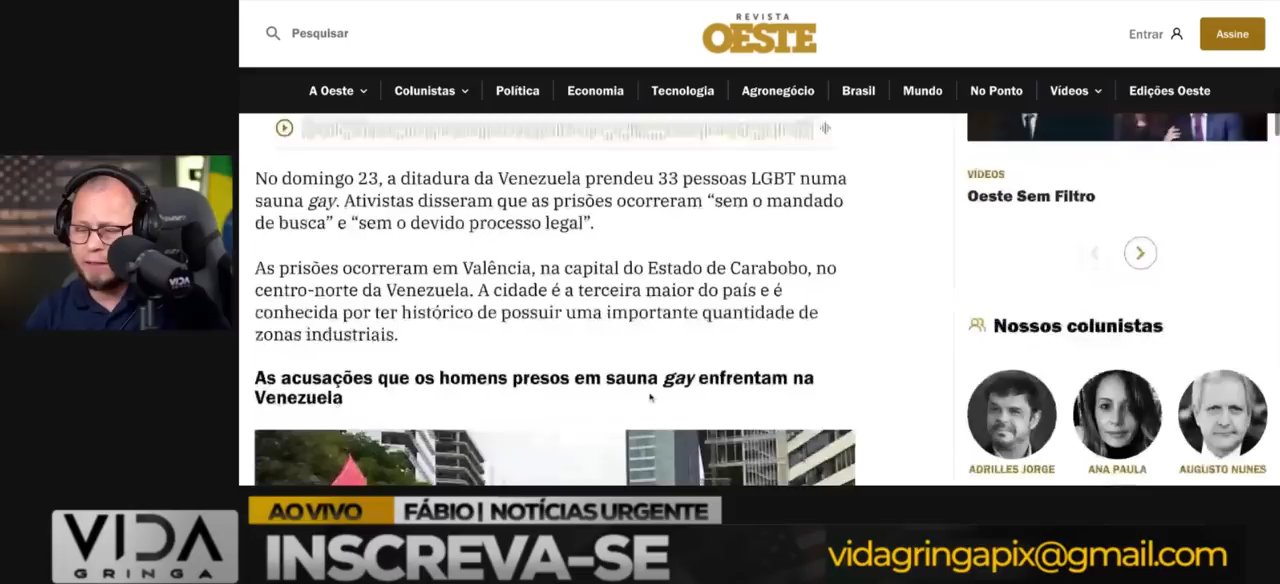 Pesquisar
REVISTA
OESTE
Entrar
Assine
A Oeste
Colunistas
Política
Economia
Tecnologia
Agronegócio
Brasil
Mundo
No Ponto
Vídeos
Edições Oeste
No domingo 23, a ditadura da Venezuela prendeu 33 pessoas LGBT numa
sauna gay. Ativistas disseram que as prisões ocorreram “sem o mandado
de busca” e “sem o devido processo legal”.
As prisões ocorreram em Valência, na capital do Estado de Carabobo, no
centro-norte da Venezuela. A cidade é a terceira maior do país e é
conhecida por ter histórico de possuir uma importante quantidade de
zonas industriais.
As acusações que os homens presos em sauna gay enfrentam na
Venezuela
VÍDEOS
Oeste Sem Filtro
Nossos colunistas
ADRILLES JORGE
ANA PAULA
AUGUSTO NUNES
VIDA
VIDA
GRINGA
AO VIVO
FÁBIO | NOTÍCIAS URGENTE
INSCREVA-SE
vidagringapix@gmail.com